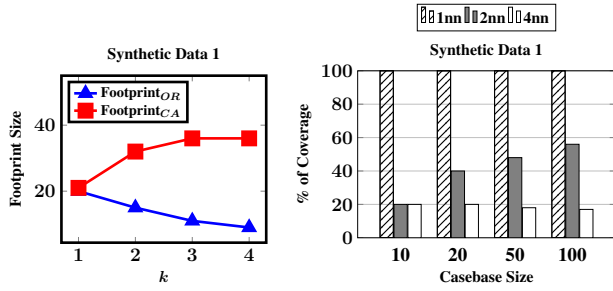 1nn 2nn 4nn
Synthetic Data 1
Footprint_OR
Footprint_CA
Footprint Size
40
20
1 2 3 4
k
Synthetic Data 1
% of Coverage
100
80
60
40
20
0
10 20 50 100
Casebase Size